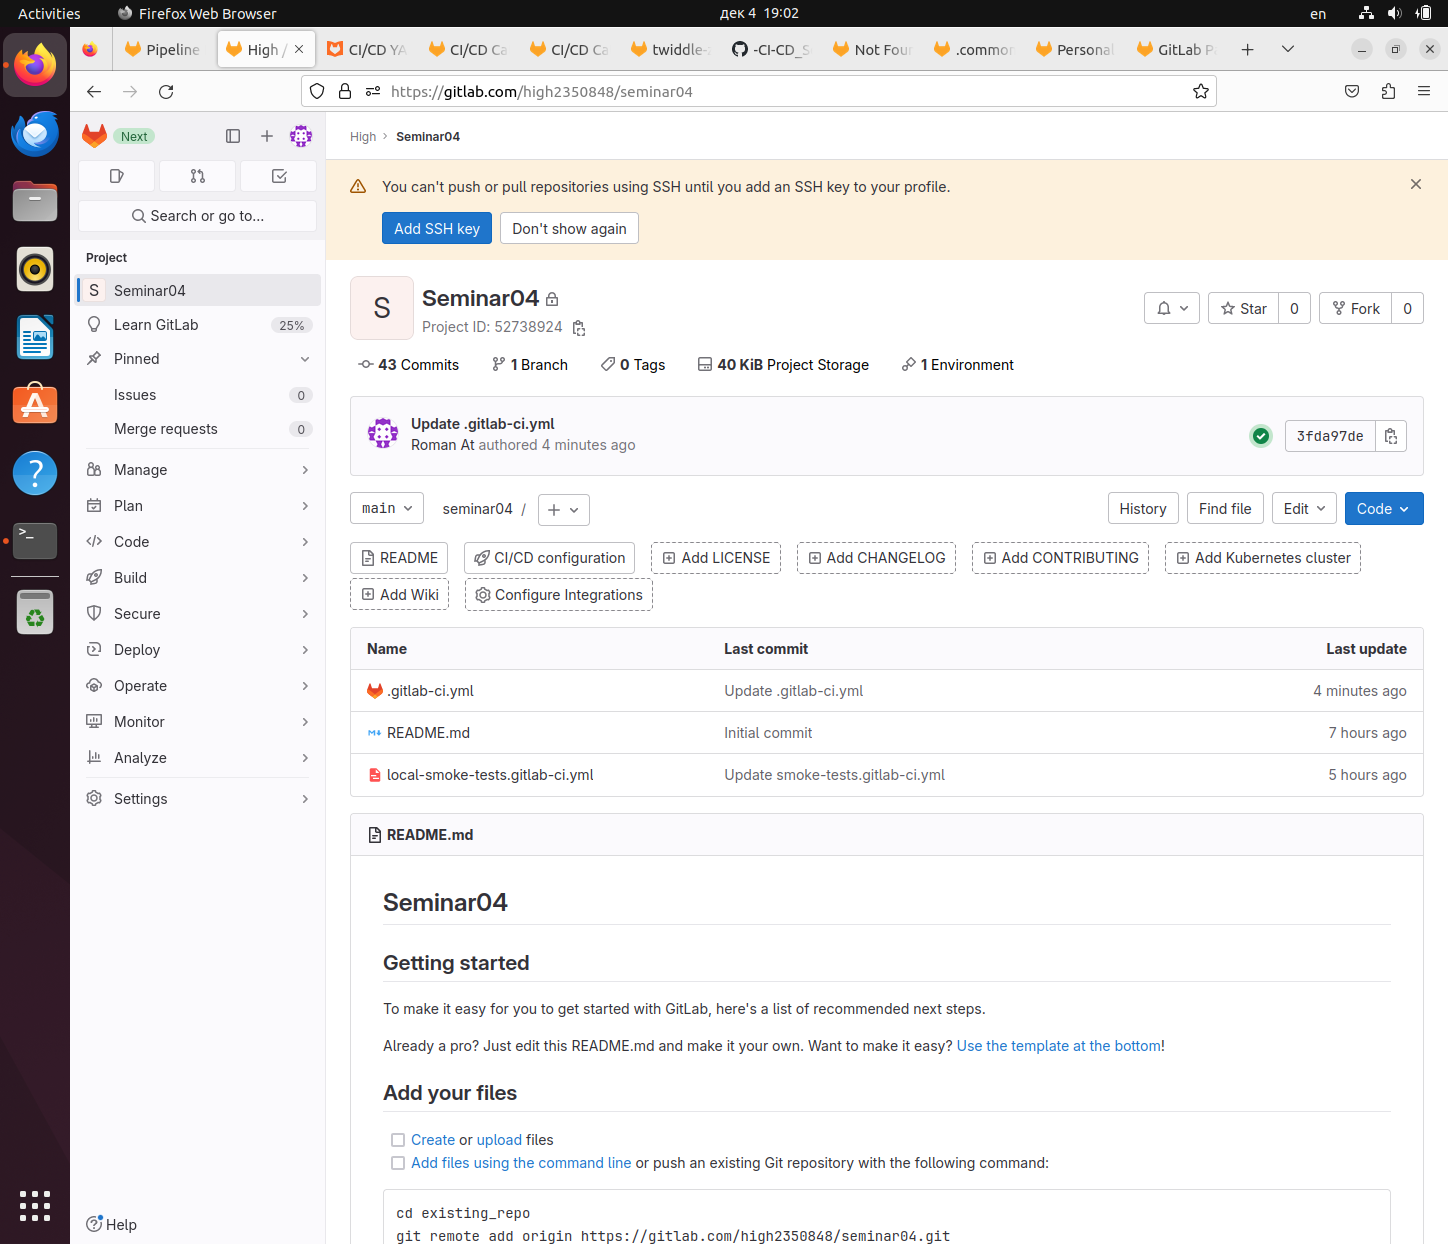 Activities
Firefox Web Browser
дек 4 19:02
en
Pipeline
High /
CI/CD YA
CI/CD Ca
CI/CD Ca
twiddle-
-CI-CD_S
Not Foun
.common
Personal
GitLab P
https://gitlab.com/high2350848/seminar04
Next
High › Seminar04
You can't push or pull repositories using SSH until you add an SSH key to your profile.
Add SSH key
Don't show again
Search or go to...
Project
S Seminar04
Learn GitLab 25%
Pinned
Issues 0
Merge requests 0
Manage
Plan
Code
Build
Secure
Deploy
Operate
Monitor
Analyze
Settings
Help
S
Seminar04
Project ID: 52738924
Star 0
Fork 0
43 Commits
1 Branch
0 Tags
40 KiB Project Storage
1 Environment
Update .gitlab-ci.yml
Roman At authored 4 minutes ago
3fda97de
main
seminar04 /
History
Find file
Edit
Code
README
CI/CD configuration
Add LICENSE
Add CHANGELOG
Add CONTRIBUTING
Add Kubernetes cluster
Add Wiki
Configure Integrations
Name Last commit Last update
.gitlab-ci.yml Update .gitlab-ci.yml 4 minutes ago
README.md Initial commit 7 hours ago
local-smoke-tests.gitlab-ci.yml Update smoke-tests.gitlab-ci.yml 5 hours ago
README.md
Seminar04
Getting started
To make it easy for you to get started with GitLab, here's a list of recommended next steps.
Already a pro? Just edit this README.md and make it your own. Want to make it easy? Use the template at the bottom!
Add your files
Create or upload files
Add files using the command line or push an existing Git repository with the following command:
cd existing_repo
git remote add origin https://gitlab.com/high2350848/seminar04.git